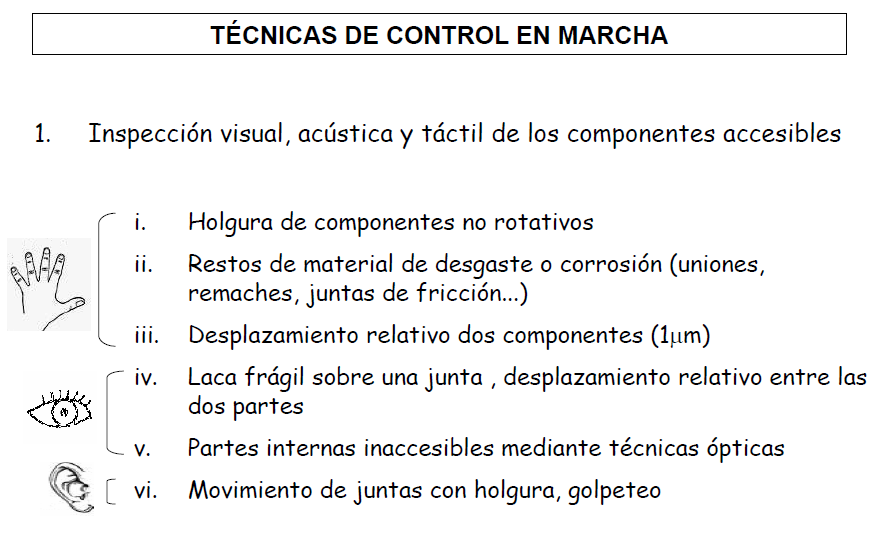 TÉCNICAS DE CONTROL EN MARCHA
1. Inspección visual, acústica y táctil de los componentes accesibles
i. Holgura de componentes no rotativos
ii. Restos de material de desgaste o corrosión (uniones,
remaches, juntas de fricción...)
iii. Desplazamiento relativo dos componentes (1μm)
iv. Laca frágil sobre una junta , desplazamiento relativo entre las
dos partes
v. Partes internas inaccesibles mediante técnicas ópticas
vi. Movimiento de juntas con holgura, golpeteo